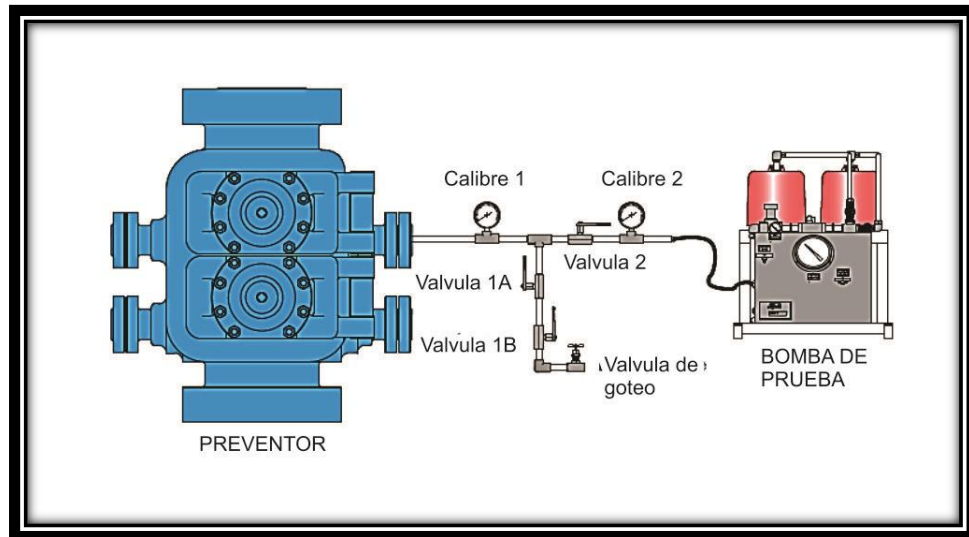 Calibre 1
Calibre 2
Valvula 1A
Valvula 2
Valvula 1B
Valvula de
goteo
BOMBA DE
PRUEBA
PREVENTOR